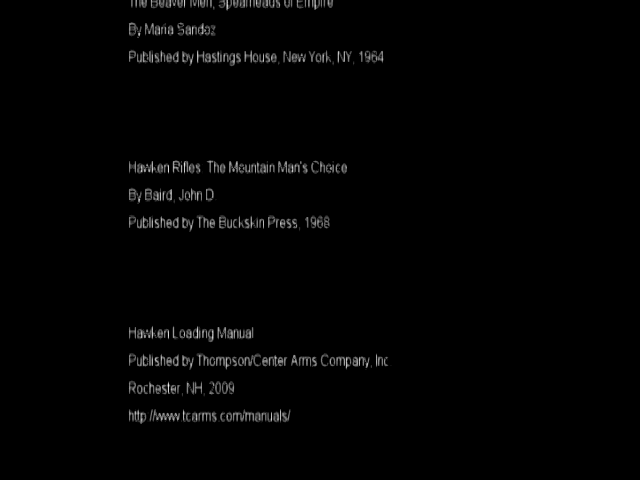 The Beaver Men, Spearheads of Empire
By Maria Sandoz
Published by Hastings House, New York, NY, 1964
Hawken Rifles: The Mountain Man's Choice
By Baird, John D
Published by The Buckskin Press, 1968
Hawken Loading Manual
Published by Thompson/Center Arms Company, Inc.
Rochester, NH, 2009
http://www.tcarms.com/manuals/